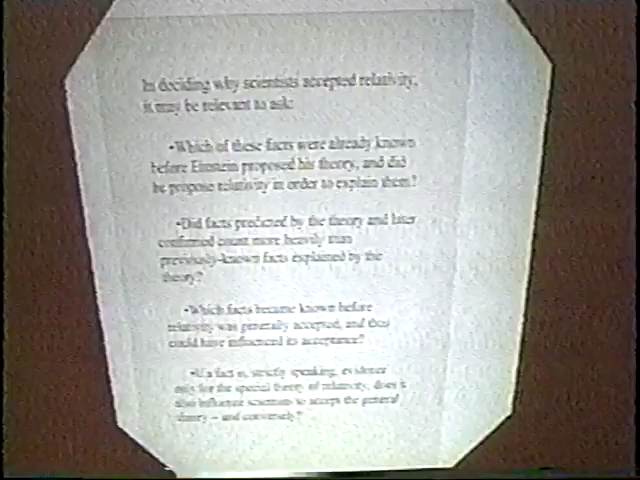 In deciding why scientists accepted relativity,
it may be relevant to ask:
•Which of these facts were already known
before Einstein proposed his theory, and did
he propose relativity in order to explain them?
•Did facts predicted by the theory and later
confirmed count more heavily than
previously-known facts explained by the
theory?
•Which facts became known before
relativity was generally accepted, and thus
could have influenced its acceptance?
•If a fact is, strictly speaking, evidence
only for the special theory of relativity, does it
also influence scientists to accept the general
theory – and conversely?